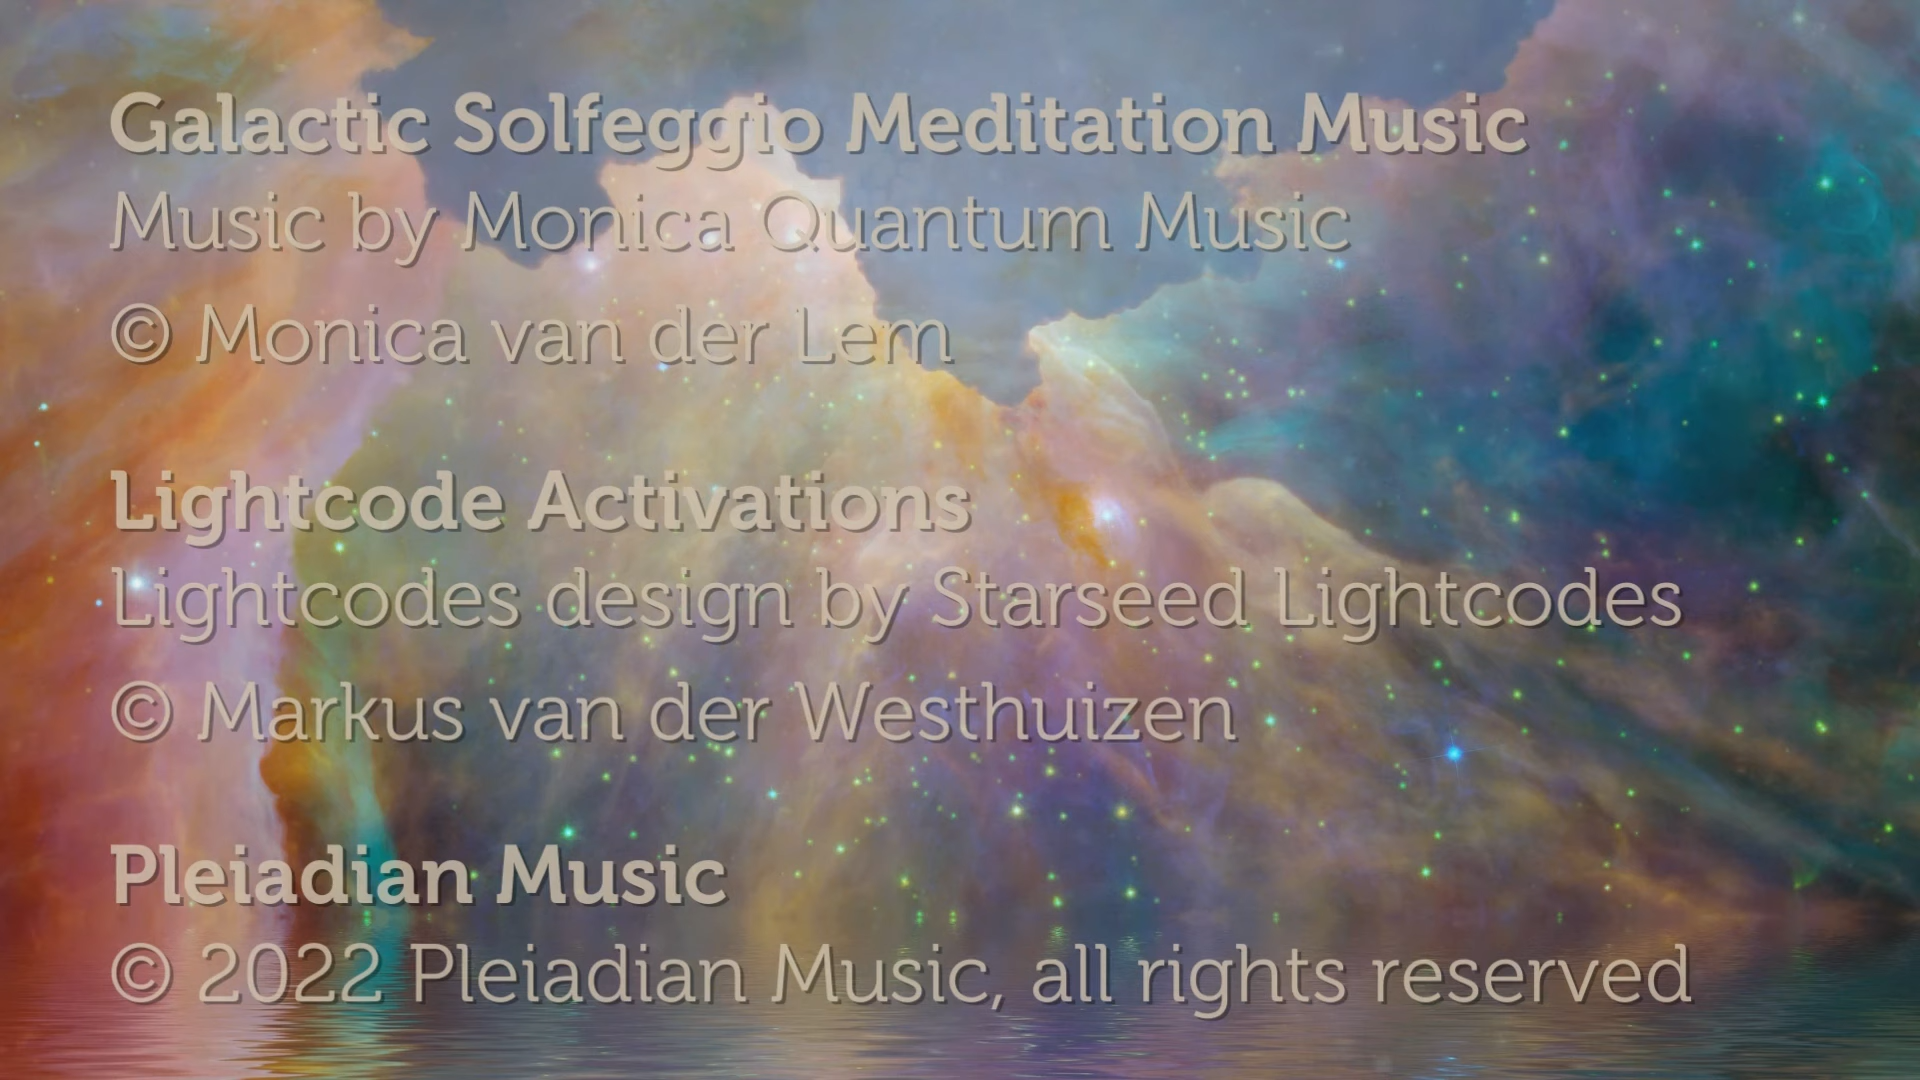 Galactic Solfeggio Meditation Music
Music by Monica Quantum Music
© Monica van der Lem
Lightcode Activations
Lightcodes design by Starseed Lightcodes
© Markus van der Westhuizen
Pleiadian Music
© 2022 Pleiadian Music, all rights reserved